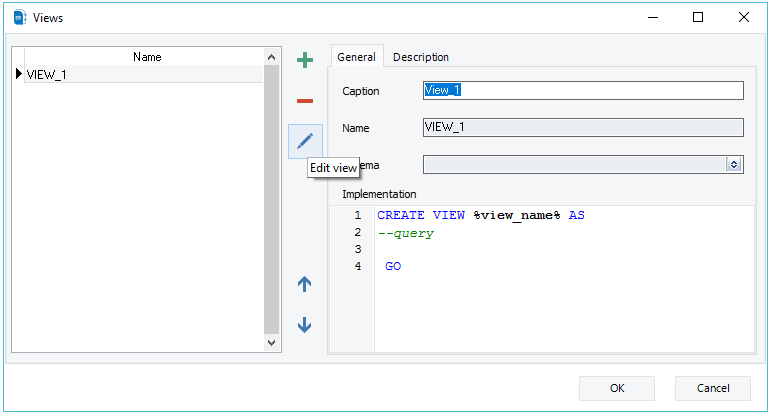 Views
Name
VIEW_1
General Description
Caption View_1
Name VIEW_1
Edit view ema
Implementation
1 CREATE VIEW %view_name% AS
2 --query
3
4 GO
OK Cancel